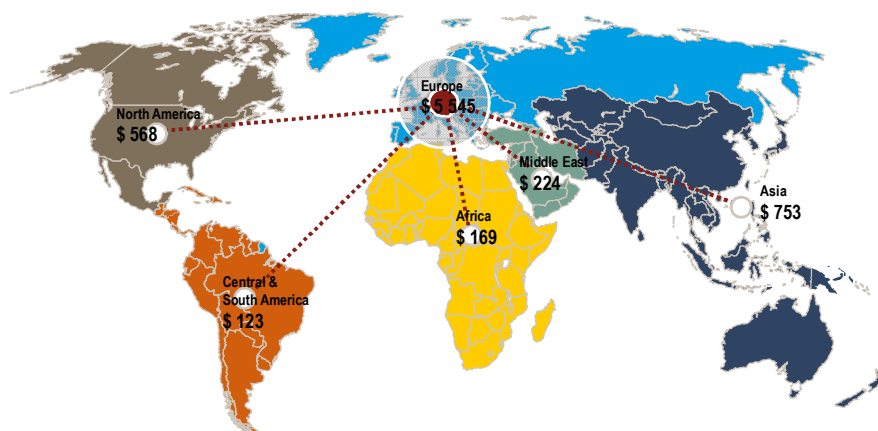 Europe
$ 5 545
North America
$ 568
Middle East
$ 224
Asia
$ 753
Africa
$ 169
Central &
South America
$ 123